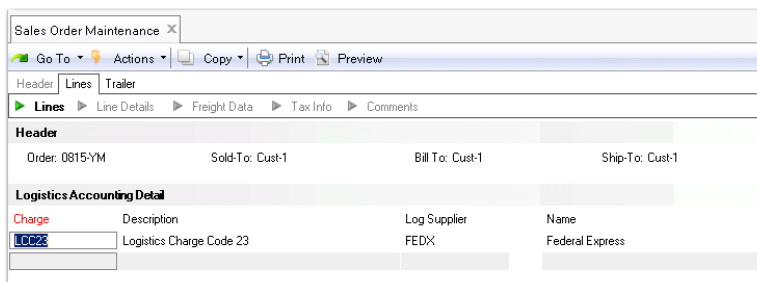 Sales Order Maintenance X
Go To Actions Copy Print Preview
Header Lines Trailer
Lines Line Details Freight Data Tax Info Comments
Header
Order: 0815-YM Sold-To: Cust-1 Bill To: Cust-1 Ship-To: Cust-1
Logistics Accounting Detail
Charge Description Log Supplier Name
LCC23 Logistics Charge Code 23 FEDX Federal Express